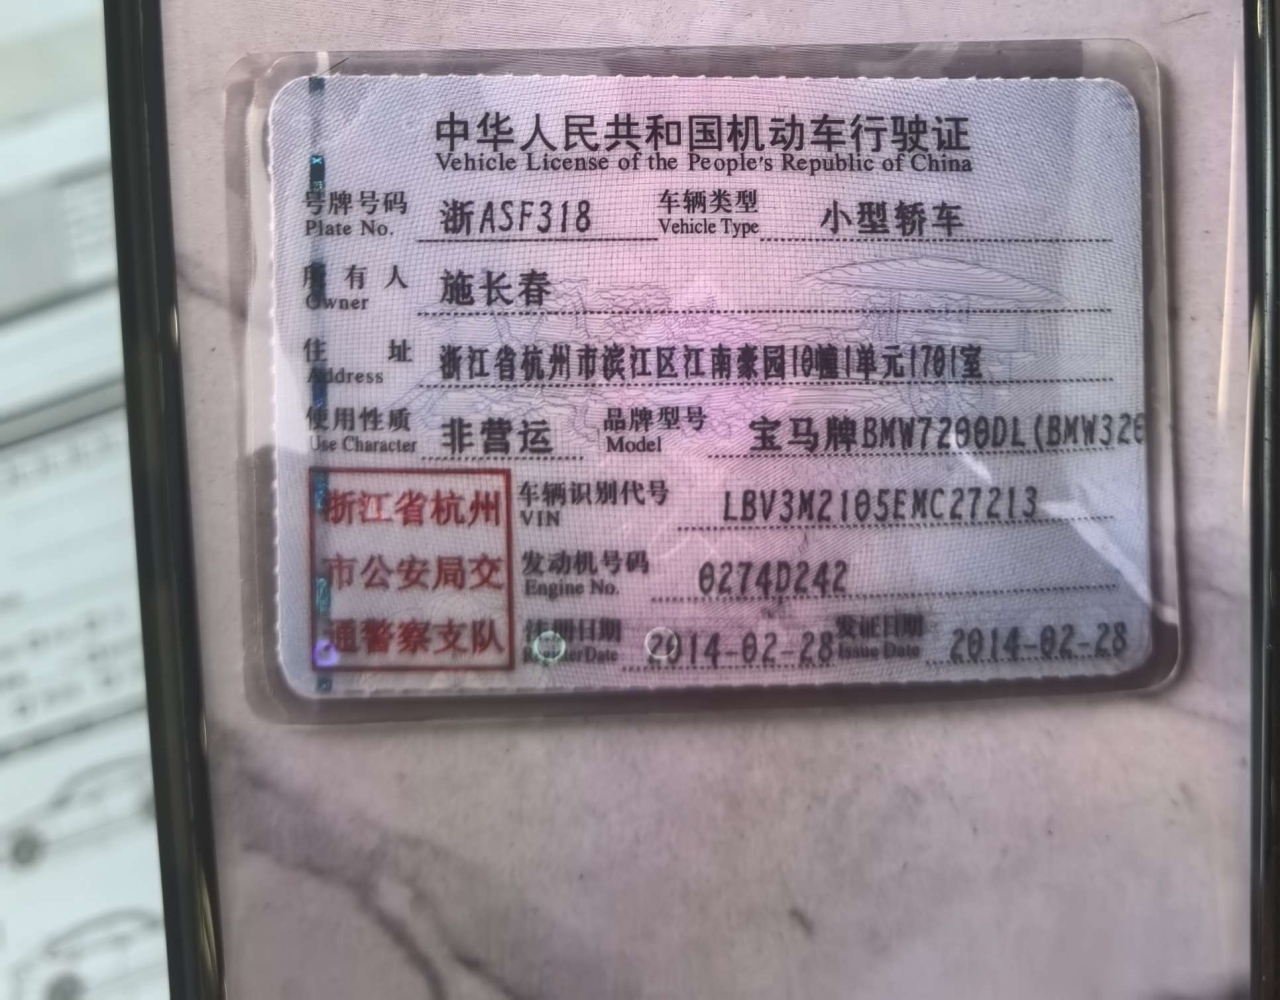 中华人民共和国机动车行驶证
Vehicle License of the People's Republic of China
号牌号码 浙ASF318 车辆类型 小型轿车
Plate No. Vehicle Type
所有人 施长春
Owner
住址 浙江省杭州市滨江区江南豪园10幢1单元1701室
Address
使用性质 非营运 品牌型号 宝马牌BMW7200DL(BMW320
Use Character Model
浙江省杭州 车辆识别代号 LBV3M2105EMC27213
VIN
市公安局交 发动机号码 0274D242
Engine No.
通警察支队 注册日期 2014-02-28 发证日期 2014-02-28
Register Date Issue Date